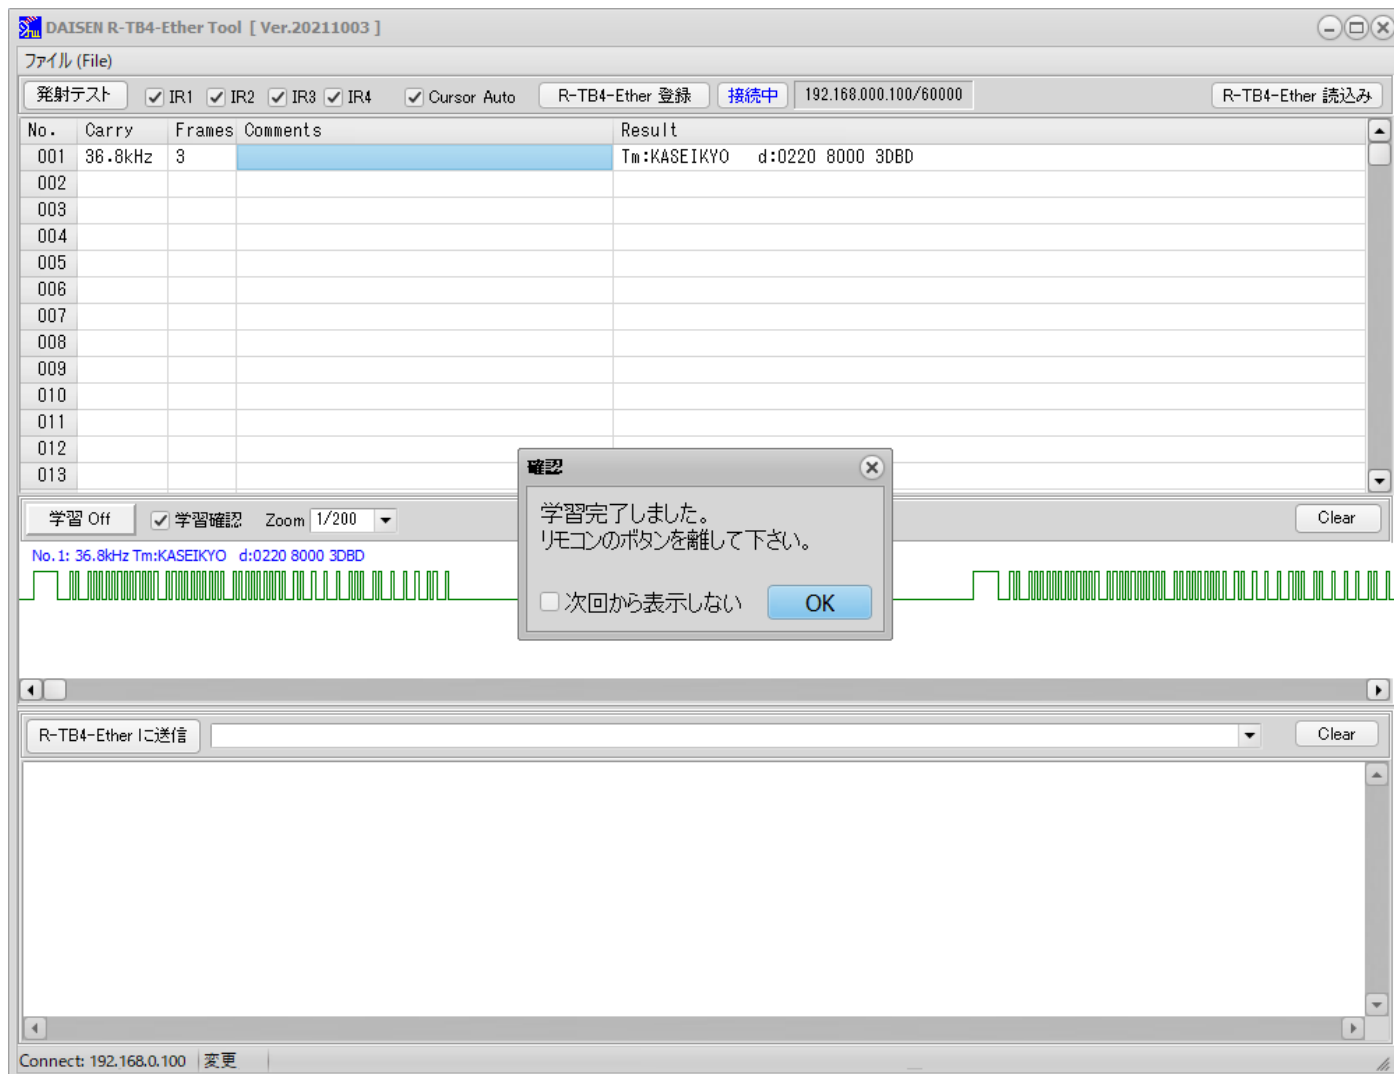 DAISEN R-TB4-Ether Tool [ Ver.20211003 ]
ファイル (File)
発射テスト IR1 IR2 IR3 IR4 Cursor Auto R-TB4-Ether 登録 接続中 192.168.000.100/60000 R-TB4-Ether 読込み
No. Carry Frames Comments Result
001 36.8kHz 3 Tm:KASEIKYO d:0220 8000 3DBD
002
003
004
005
006
007
008
009
010
011
012
013
確認
学習完了しました。
リモコンのボタンを離して下さい。
次回から表示しない OK
学習 Off 学習確認 Zoom 1/200 Clear
No. 1: 36.8kHz Tm:KASEIKYO d:0220 8000 3DBD
R-TB4-Ether に送信 Clear
Connect: 192.168.0.100 変更